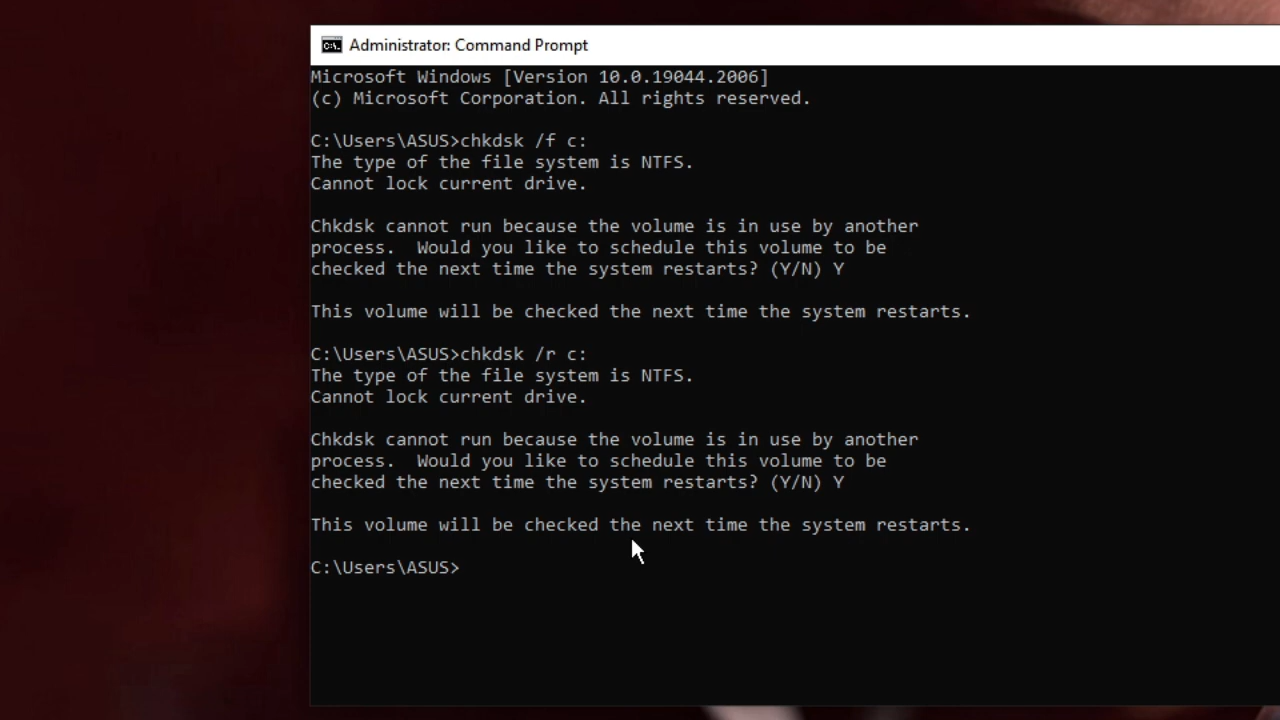 Administrator: Command Prompt
Microsoft Windows [Version 10.0.19044.2006]
(c) Microsoft Corporation. All rights reserved.
C:\Users\ASUS>chkdsk /f c:
The type of the file system is NTFS.
Cannot lock current drive.
Chkdsk cannot run because the volume is in use by another
process.  Would you like to schedule this volume to be
checked the next time the system restarts? (Y/N) Y
This volume will be checked the next time the system restarts.
C:\Users\ASUS>chkdsk /r c:
The type of the file system is NTFS.
Cannot lock current drive.
Chkdsk cannot run because the volume is in use by another
process.  Would you like to schedule this volume to be
checked the next time the system restarts? (Y/N) Y
This volume will be checked the next time the system restarts.
C:\Users\ASUS>